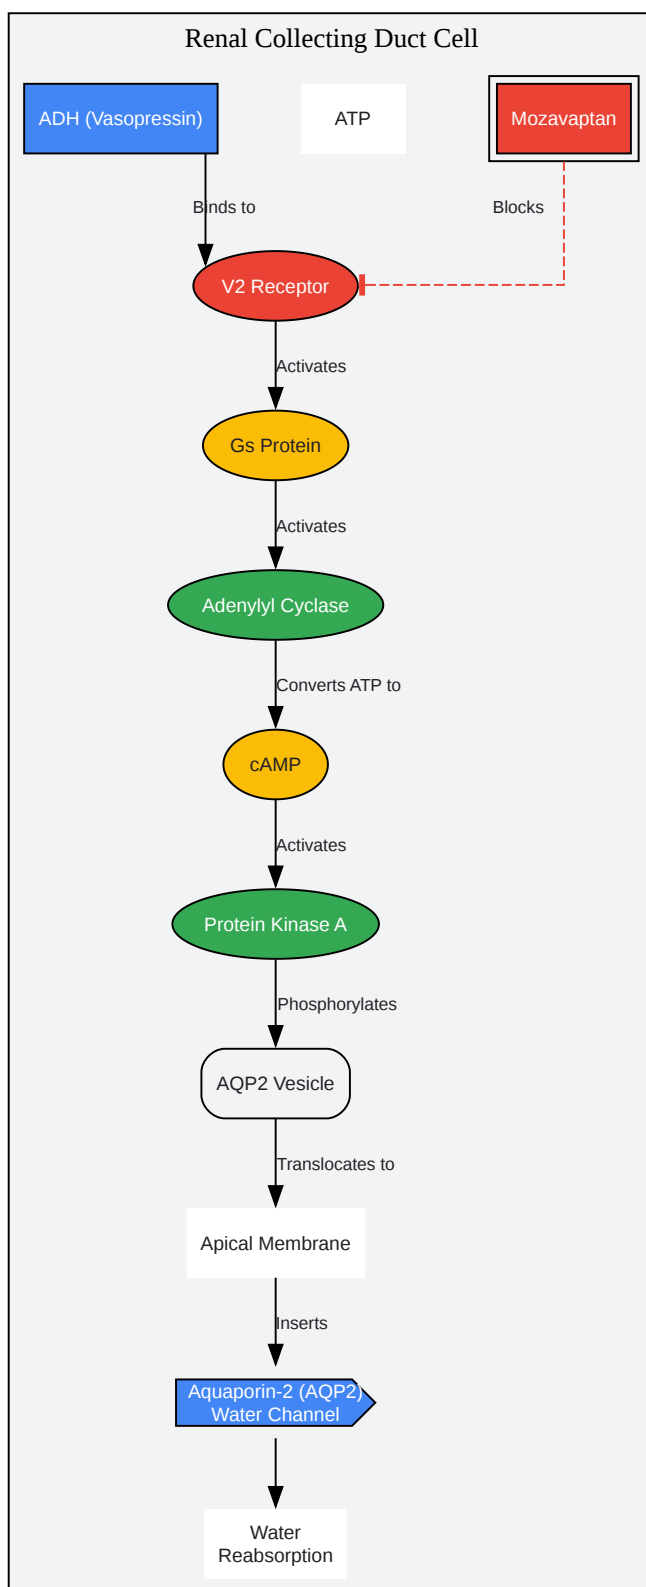 Renal Collecting Duct Cell
ADH (Vasopressin)
ATP
Mozavaptan
Binds to
Blocks
V2 Receptor
Activates
Gs Protein
Activates
Adenylyl Cyclase
Converts ATP to
cAMP
Activates
Protein Kinase A
Phosphorylates
AQP2 Vesicle
Translocates to
Apical Membrane
Inserts
Aquaporin-2 (AQP2)
Water Channel
Water
Reabsorption